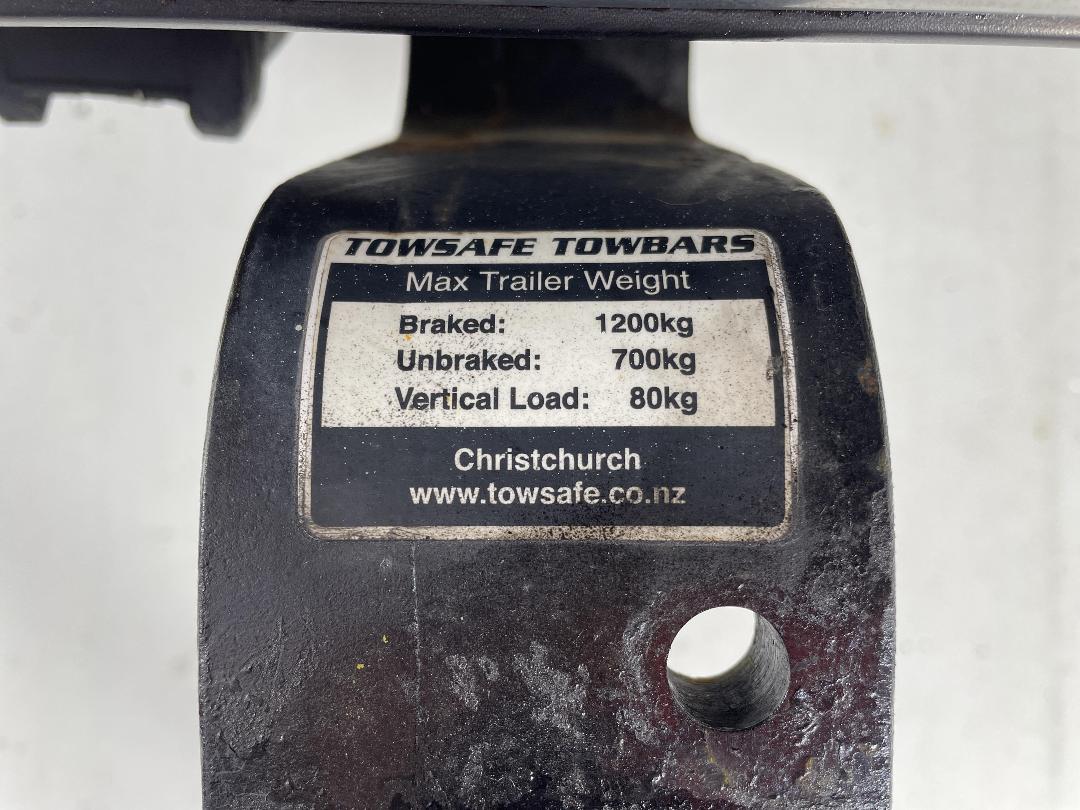 TOWSAFE TOWBARS
Max Trailer Weight
Braked: 1200kg
Unbraked: 700kg
Vertical Load: 80kg
Christchurch
www.towsafe.co.nz